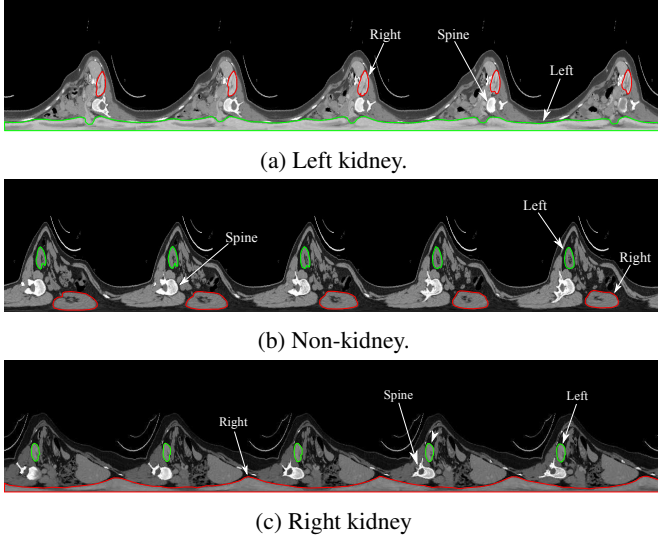 Right
Spine
Left
(a) Left kidney.
Left
Spine
Right
(b) Non-kidney.
Spine
Left
Right
(c) Right kidney